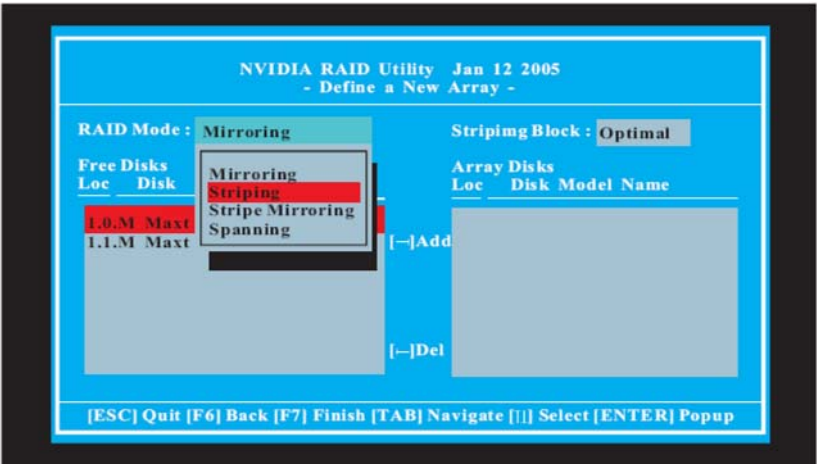 NVIDIA RAID Utility Jan 12 2005
- Define a New Array -
RAID Mode : Mirroring
Stripimg Block : Optimal
Free Disks
Loc Disk
Mirroring
Striping
Stripe Mirroring
Spanning
1.0.M Maxt
1.1.M Maxt
Array Disks
Loc Disk Model Name
[→]Add
[←]Del
[ESC] Quit [F6] Back [F7] Finish [TAB] Navigate [↑↓] Select [ENTER] Popup